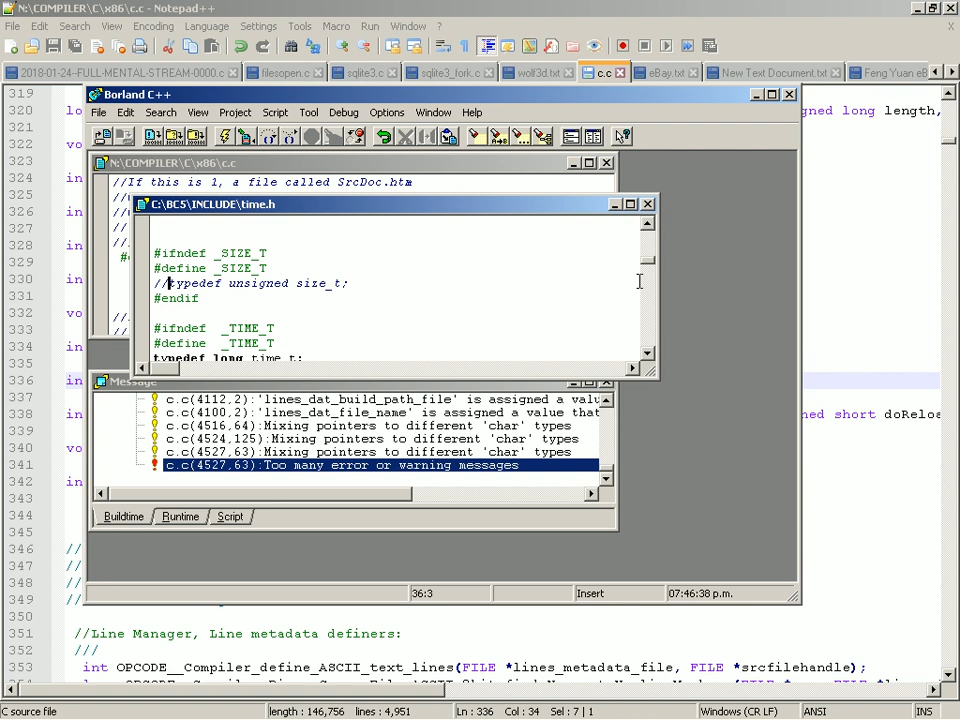 N:\COMPILER\C\x86\c.c - Notepad++
File Edit Search View Encoding Language Settings Tools Macro Run Window ?
2018-01-24-FULL-MENTAL-STREAM-0000.c filesopen.c sqlite3.c sqlite3_fork.c wolf3d.txt c.c eBay.txt New Text Document.txt Feng Yuan eB
319
Borland C++
320 lo igned long length,
File Edit Search View Project Script Tool Debug Options Window Help
321
322 vo
323
N:\COMPILER\C\x86\c.c
324 in
//If this is 1, a file called SrcDoc.htm
325
C:\BC5\INCLUDE\time.h
326 in
327
328 in
#ifndef _SIZE_T
329
#define _SIZE_T
330 in
//typedef unsigned size_t;
331
#endif
332 vo
333
#ifndef _TIME_T
334 in
#define _TIME_T
335
typedef long time_t;
336 in
Message
337
c.c(4112,2):'lines_dat_build_path_file' is assigned a valu
338 in ned short doReloa
c.c(4100,2):'lines_dat_file_name' is assigned a value that
339
c.c(4516,64):Mixing pointers to different 'char' types
340 vo
c.c(4524,125):Mixing pointers to different 'char' types
341
c.c(4527,63):Mixing pointers to different 'char' types
c.c(4527,63):Too many error or warning messages
342 in
343
344
Buildtime Runtime Script
345
346 //
347 //
348 //
36:3 Insert 07:46:38 p.m.
349 //
350
351 //Line Manager, Line metadata definers:
352 ///
353 int OPCODE__Compiler_define_ASCII_text_lines(FILE *lines_metadata_file, FILE *srcfilehandle);
C source file length : 146,756 lines : 4,951 Ln : 336 Col : 34 Sel : 7 | 1 Windows (CR LF) ANSI INS